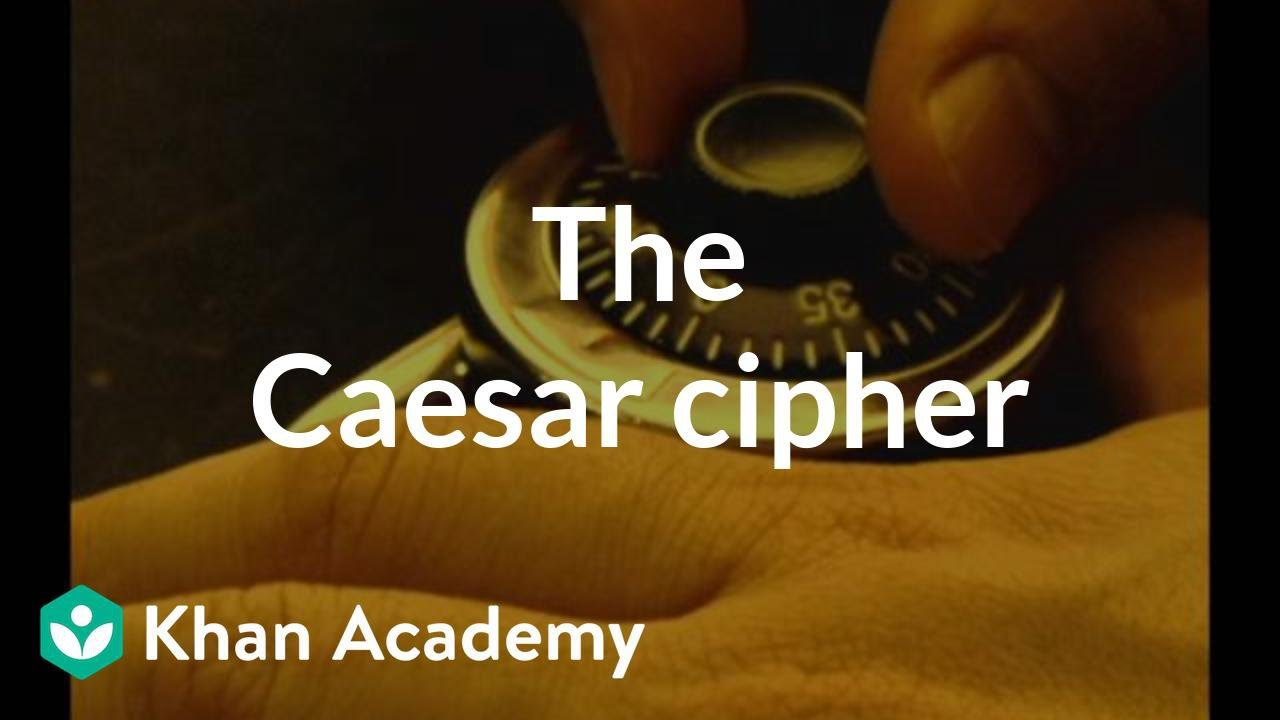 The
35
Caesar cipher
Khan Academy